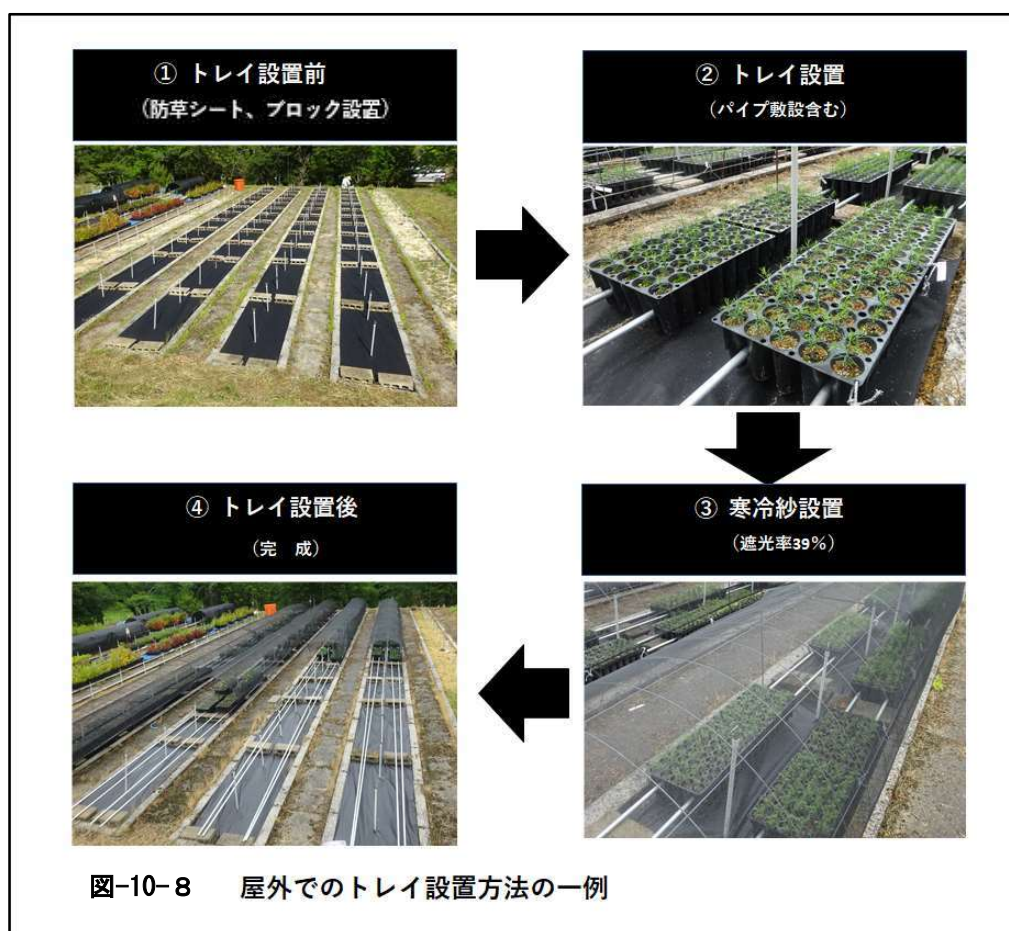 ① トレイ設置前
（防草シート、ブロック設置）
② トレイ設置
（パイプ敷設含む）
③ 寒冷紗設置
（遮光率39%）
④ トレイ設置後
（完　成）
図-10-８　屋外でのトレイ設置方法の一例